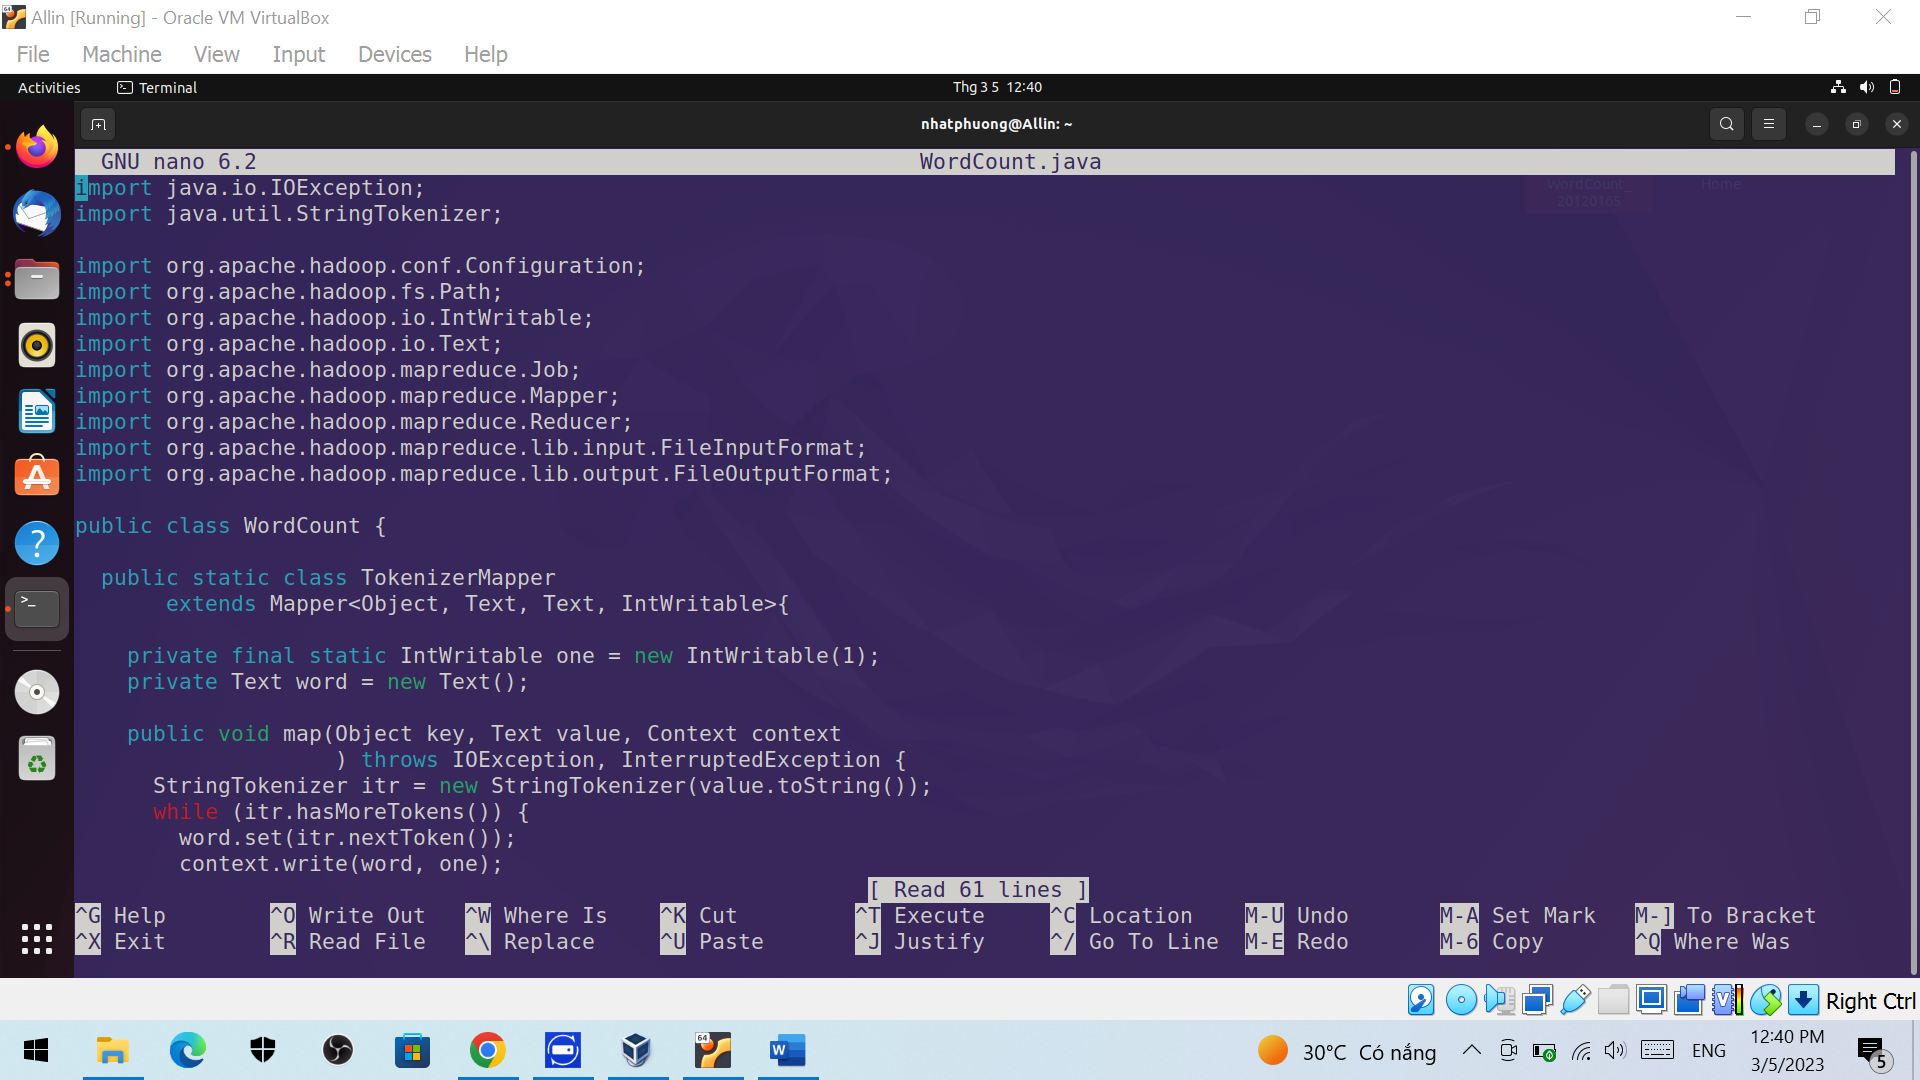 Allin [Running] - Oracle VM VirtualBox
File Machine View Input Devices Help
Activities Terminal Thg 3 5 12:40
nhatphuong@Allin: ~
GNU nano 6.2 WordCount.java
import java.io.IOException;
import java.util.StringTokenizer;
import org.apache.hadoop.conf.Configuration;
import org.apache.hadoop.fs.Path;
import org.apache.hadoop.io.IntWritable;
import org.apache.hadoop.io.Text;
import org.apache.hadoop.mapreduce.Job;
import org.apache.hadoop.mapreduce.Mapper;
import org.apache.hadoop.mapreduce.Reducer;
import org.apache.hadoop.mapreduce.lib.input.FileInputFormat;
import org.apache.hadoop.mapreduce.lib.output.FileOutputFormat;
public class WordCount {
public static class TokenizerMapper
extends Mapper<Object, Text, Text, IntWritable>{
private final static IntWritable one = new IntWritable(1);
private Text word = new Text();
public void map(Object key, Text value, Context context
) throws IOException, InterruptedException {
StringTokenizer itr = new StringTokenizer(value.toString());
while (itr.hasMoreTokens()) {
word.set(itr.nextToken());
context.write(word, one);
WordCount_
20120165
Home
[ Read 61 lines ]
^G Help ^O Write Out ^W Where Is ^K Cut ^T Execute ^C Location M-U Undo M-A Set Mark M-] To Bracket
^X Exit ^R Read File ^\ Replace ^U Paste ^J Justify ^/ Go To Line M-E Redo M-6 Copy ^Q Where Was
Right Ctrl
64
30°C Có nắng ENG
12:40 PM
3/5/2023
5